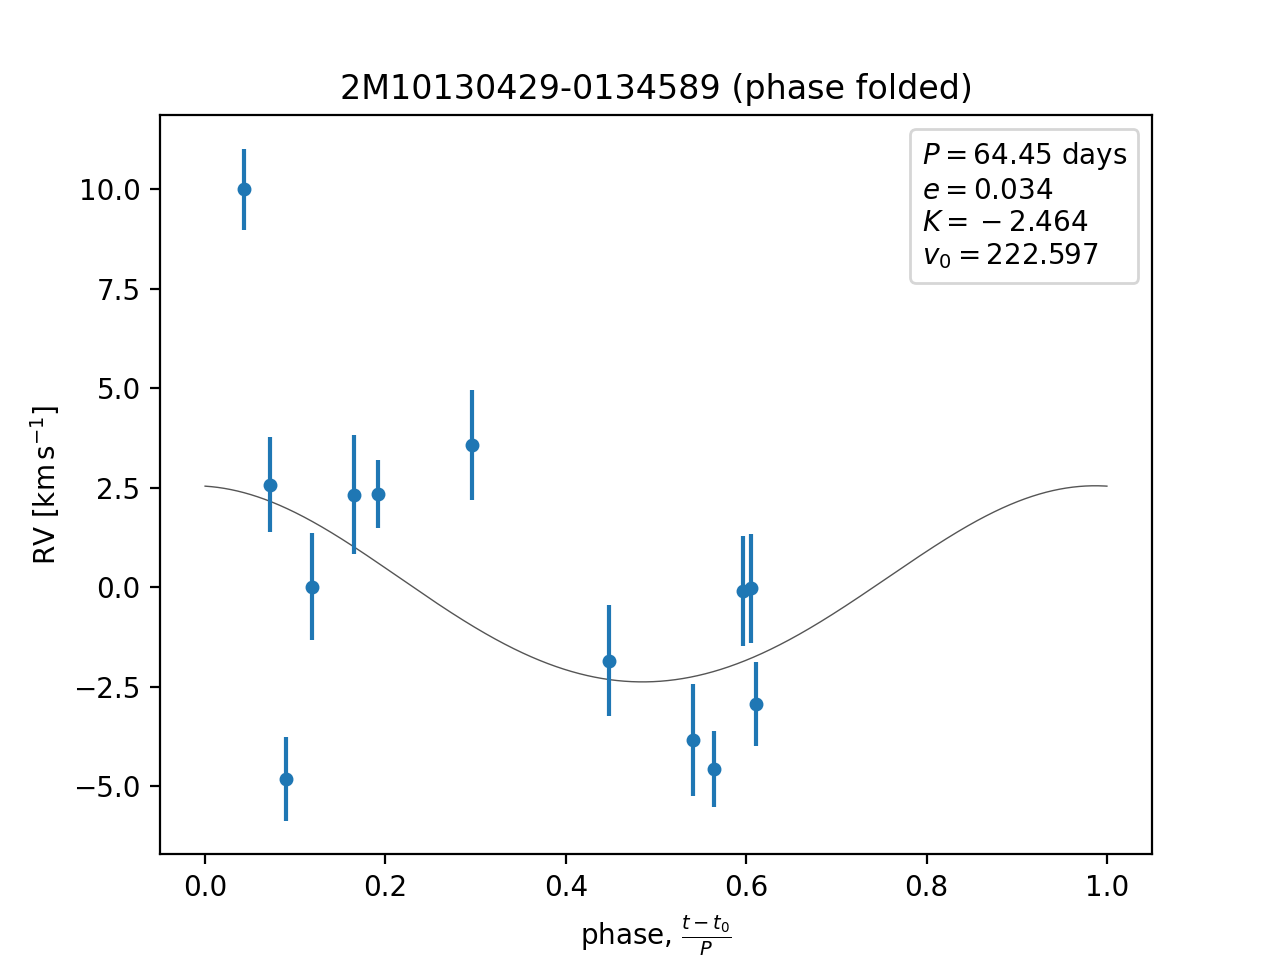 2M10130429-0134589 (phase folded)
P = 64.45 days
e = 0.034
K = −2.464
v₀ = 222.597
10.0
7.5
5.0
2.5
0.0
−2.5
−5.0
RV [km s⁻¹]
0.0 0.2 0.4 0.6 0.8 1.0
phase, (t − t₀)/P